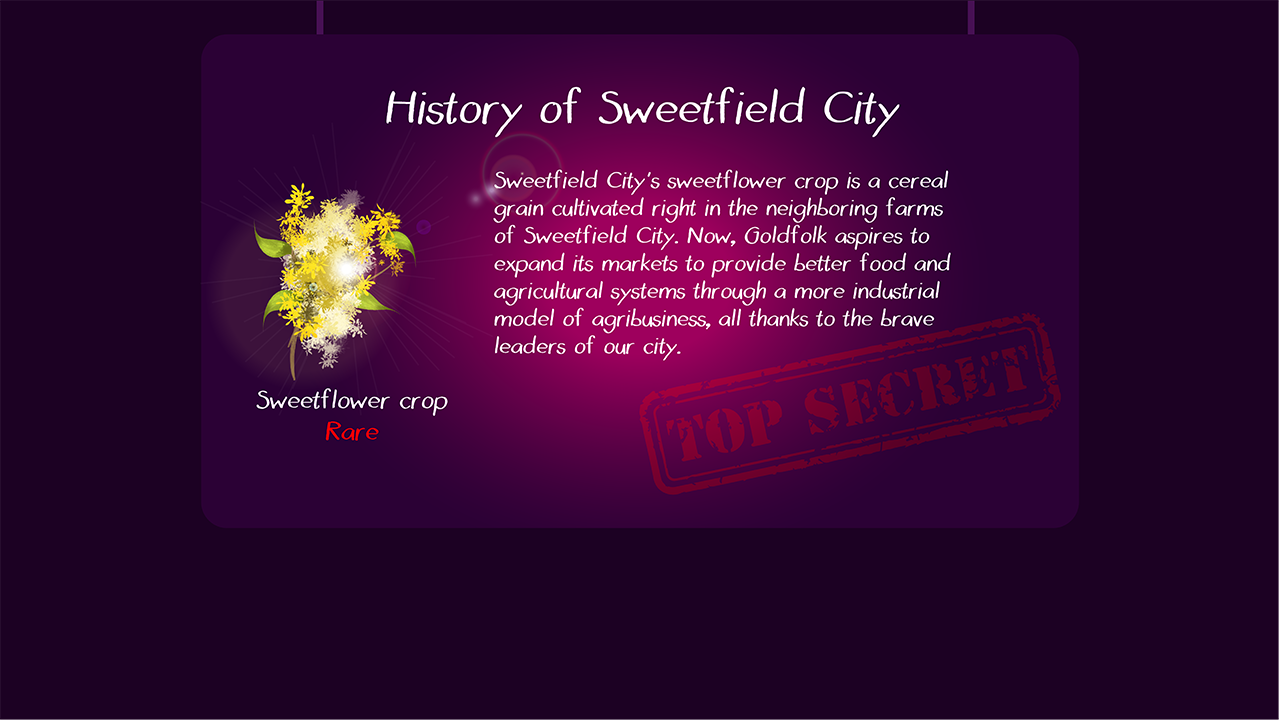 History of Sweetfield City
Sweetfield City's sweetflower crop is a cereal
grain cultivated right in the neighboring farms
of Sweetfield City. Now, Goldfolk aspires to
expand its markets to provide better food and
agricultural systems through a more industrial
model of agribusiness, all thanks to the brave
leaders of our city.
Sweetflower crop
Rare
TOP SECRET